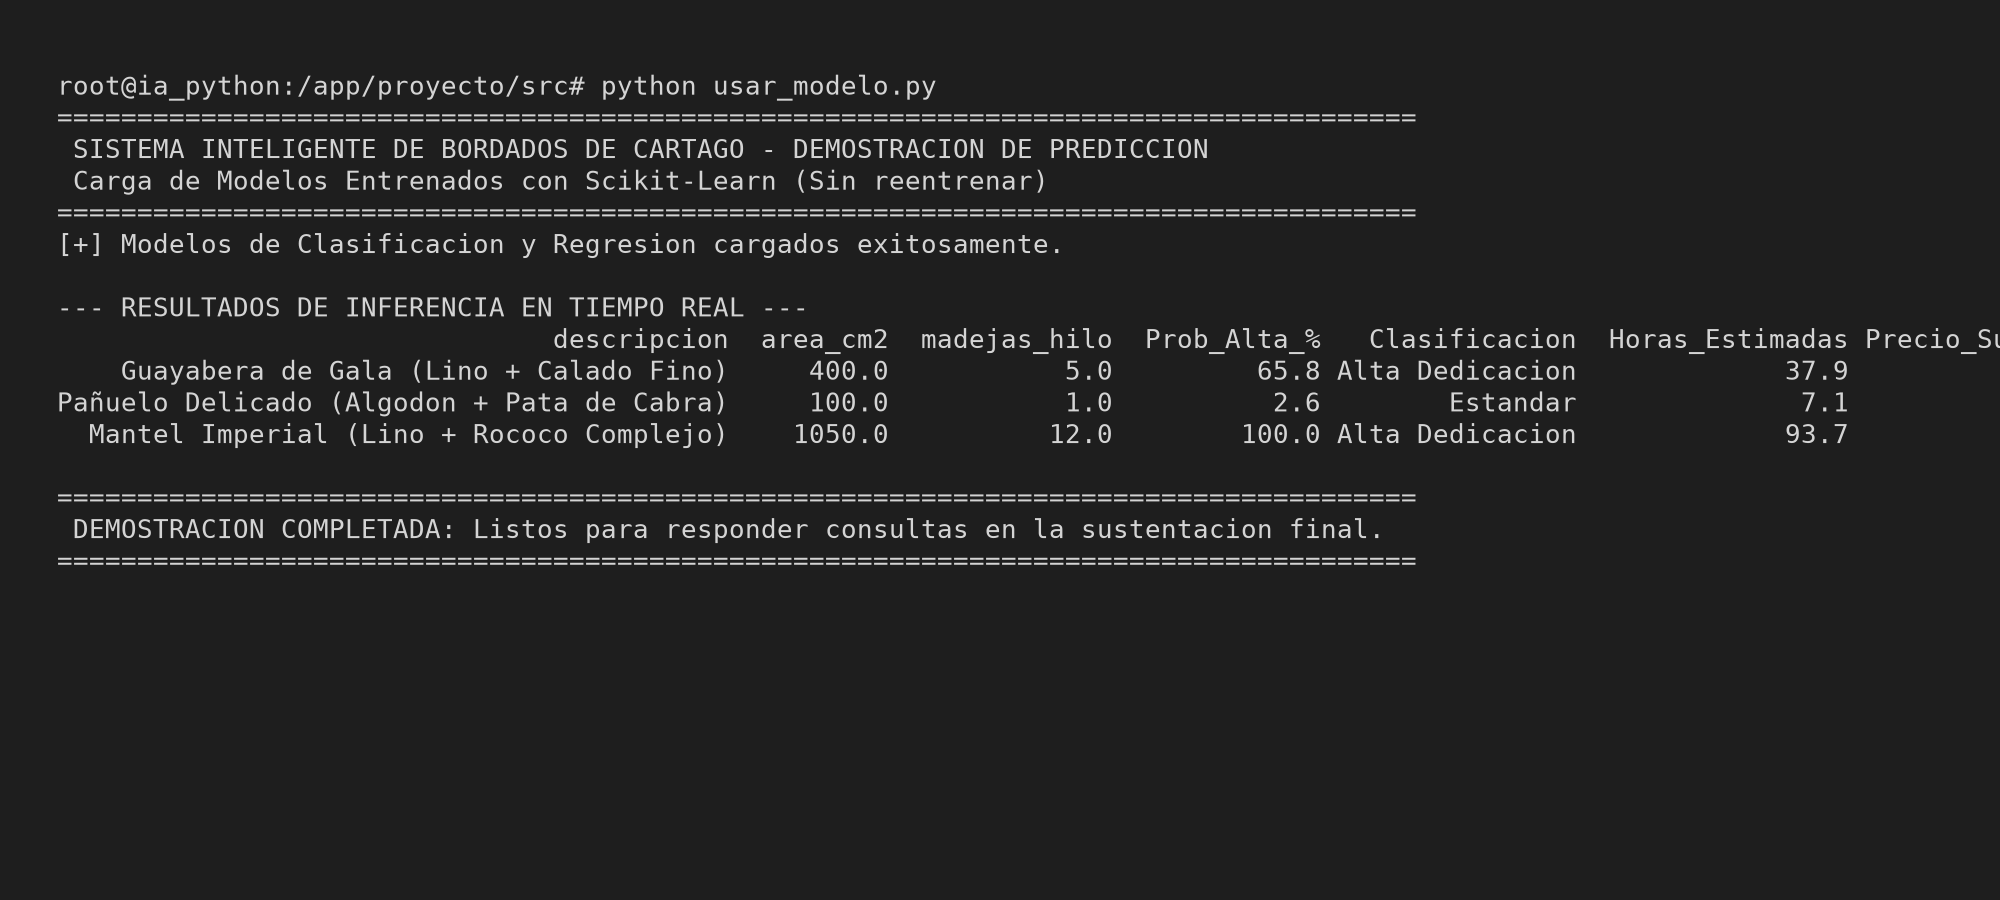 root@ia_python:/app/proyecto/src# python usar_modelo.py
=====================================================================================
SISTEMA INTELIGENTE DE BORDADOS DE CARTAGO - DEMOSTRACION DE PREDICCION
Carga de Modelos Entrenados con Scikit-Learn (Sin reentrenar)
=====================================================================================
[+] Modelos de Clasificacion y Regresion cargados exitosamente.
--- RESULTADOS DE INFERENCIA EN TIEMPO REAL ---
descripcion area_cm2 madejas_hilo Prob_Alta_% Clasificacion Horas_Estimadas Precio_Su
Guayabera de Gala (Lino + Calado Fino) 400.0 5.0 65.8 Alta Dedicacion 37.9
Pañuelo Delicado (Algodon + Pata de Cabra) 100.0 1.0 2.6 Estandar 7.1
Mantel Imperial (Lino + Rococo Complejo) 1050.0 12.0 100.0 Alta Dedicacion 93.7
=====================================================================================
DEMOSTRACION COMPLETADA: Listos para responder consultas en la sustentacion final.
=====================================================================================